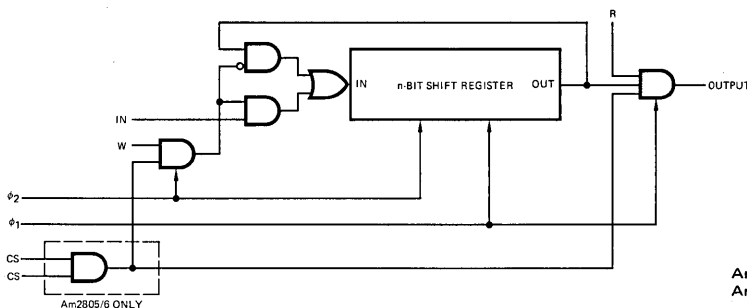 R
IN
n-BIT SHIFT REGISTER
OUT
OUTPUT
IN
W
ϕ2
ϕ1
CS
CS
Am2805/6 ONLY